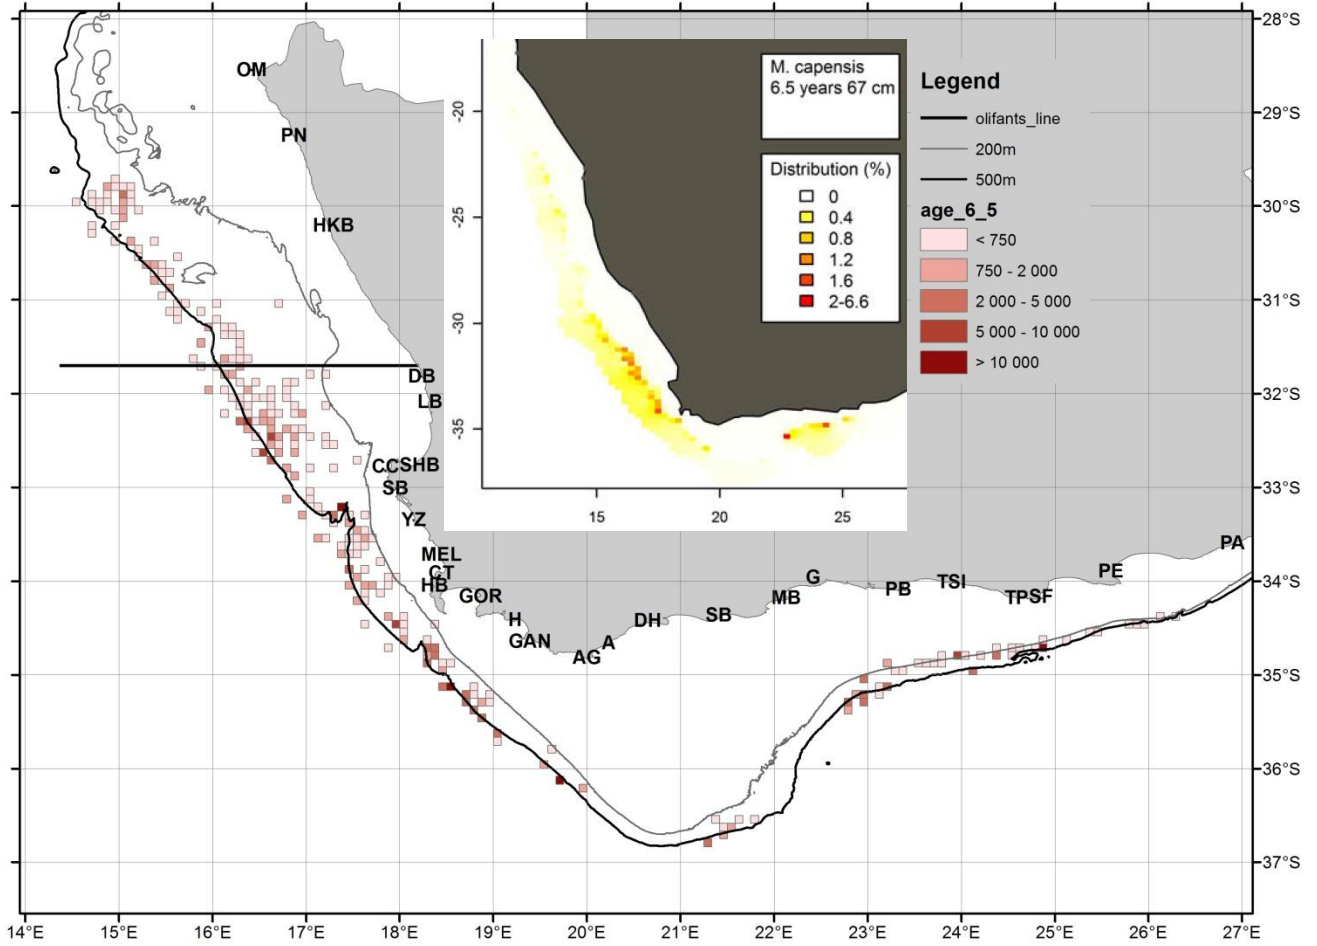 28°S
29°S
30°S
31°S
32°S
33°S
34°S
35°S
36°S
37°S
14°E
15°E
16°E
17°E
18°E
19°E
20°E
21°E
22°E
23°E
24°E
25°E
26°E
27°E
OM
PN
HKB
DB
LB
CC SHB
SB
YZ
MEL
CT
HB
GOR
H
GAN
AG
A
DH
SB
MB
G
PB
TSI
TP SF
PE
PA
M. capensis
6.5 years 67 cm
Distribution (%)
0
0.4
0.8
1.2
1.6
2-6.6
-20
-25
-30
-35
15
20
25
Legend
olifants_line
200m
500m
age_6_5
< 750
750 - 2 000
2 000 - 5 000
5 000 - 10 000
> 10 000